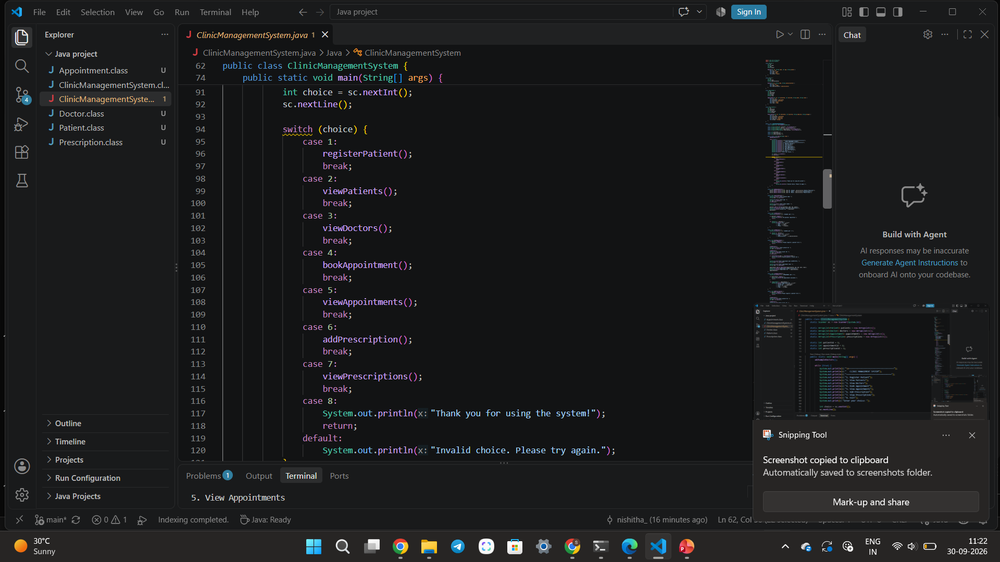 File Edit Selection View Go Run Terminal Help
Java project
Sign In
Explorer
Java project
Appointment.class U
ClinicManagementSystem.cl...
ClinicManagementSyste... 1
Doctor.class U
Patient.class U
Prescription.class U
4
Outline
Timeline
Projects
Run Configuration
Java Projects
ClinicManagementSystem.java 1
ClinicManagementSystem.java > Java > ClinicManagementSystem
62 public class ClinicManagementSystem {
74 public static void main(String[] args) {
91 int choice = sc.nextInt();
92 sc.nextLine();
93
94 switch (choice) {
95 case 1:
96 registerPatient();
97 break;
98 case 2:
99 viewPatients();
100 break;
101 case 3:
102 viewDoctors();
103 break;
104 case 4:
105 bookAppointment();
106 break;
107 case 5:
108 viewAppointments();
109 break;
110 case 6:
111 addPrescription();
112 break;
113 case 7:
114 viewPrescriptions();
115 break;
116 case 8:
117 System.out.println(x: "Thank you for using the system!");
118 return;
119 default:
120 System.out.println(x: "Invalid choice. Please try again.");
Problems 1 Output Terminal Ports
5. View Appointments
Chat
Build with Agent
AI responses may be inaccurate
Generate Agent Instructions to
onboard AI onto your codebase.
Snipping Tool
Screenshot copied to clipboard
Automatically saved to screenshots folder.
Mark-up and share
main* 0 1 Indexing completed. Java: Ready nishitha_ (16 minutes ago) Ln 62, Col
30°C
Sunny
ENG
IN
11:22
30-09-2026